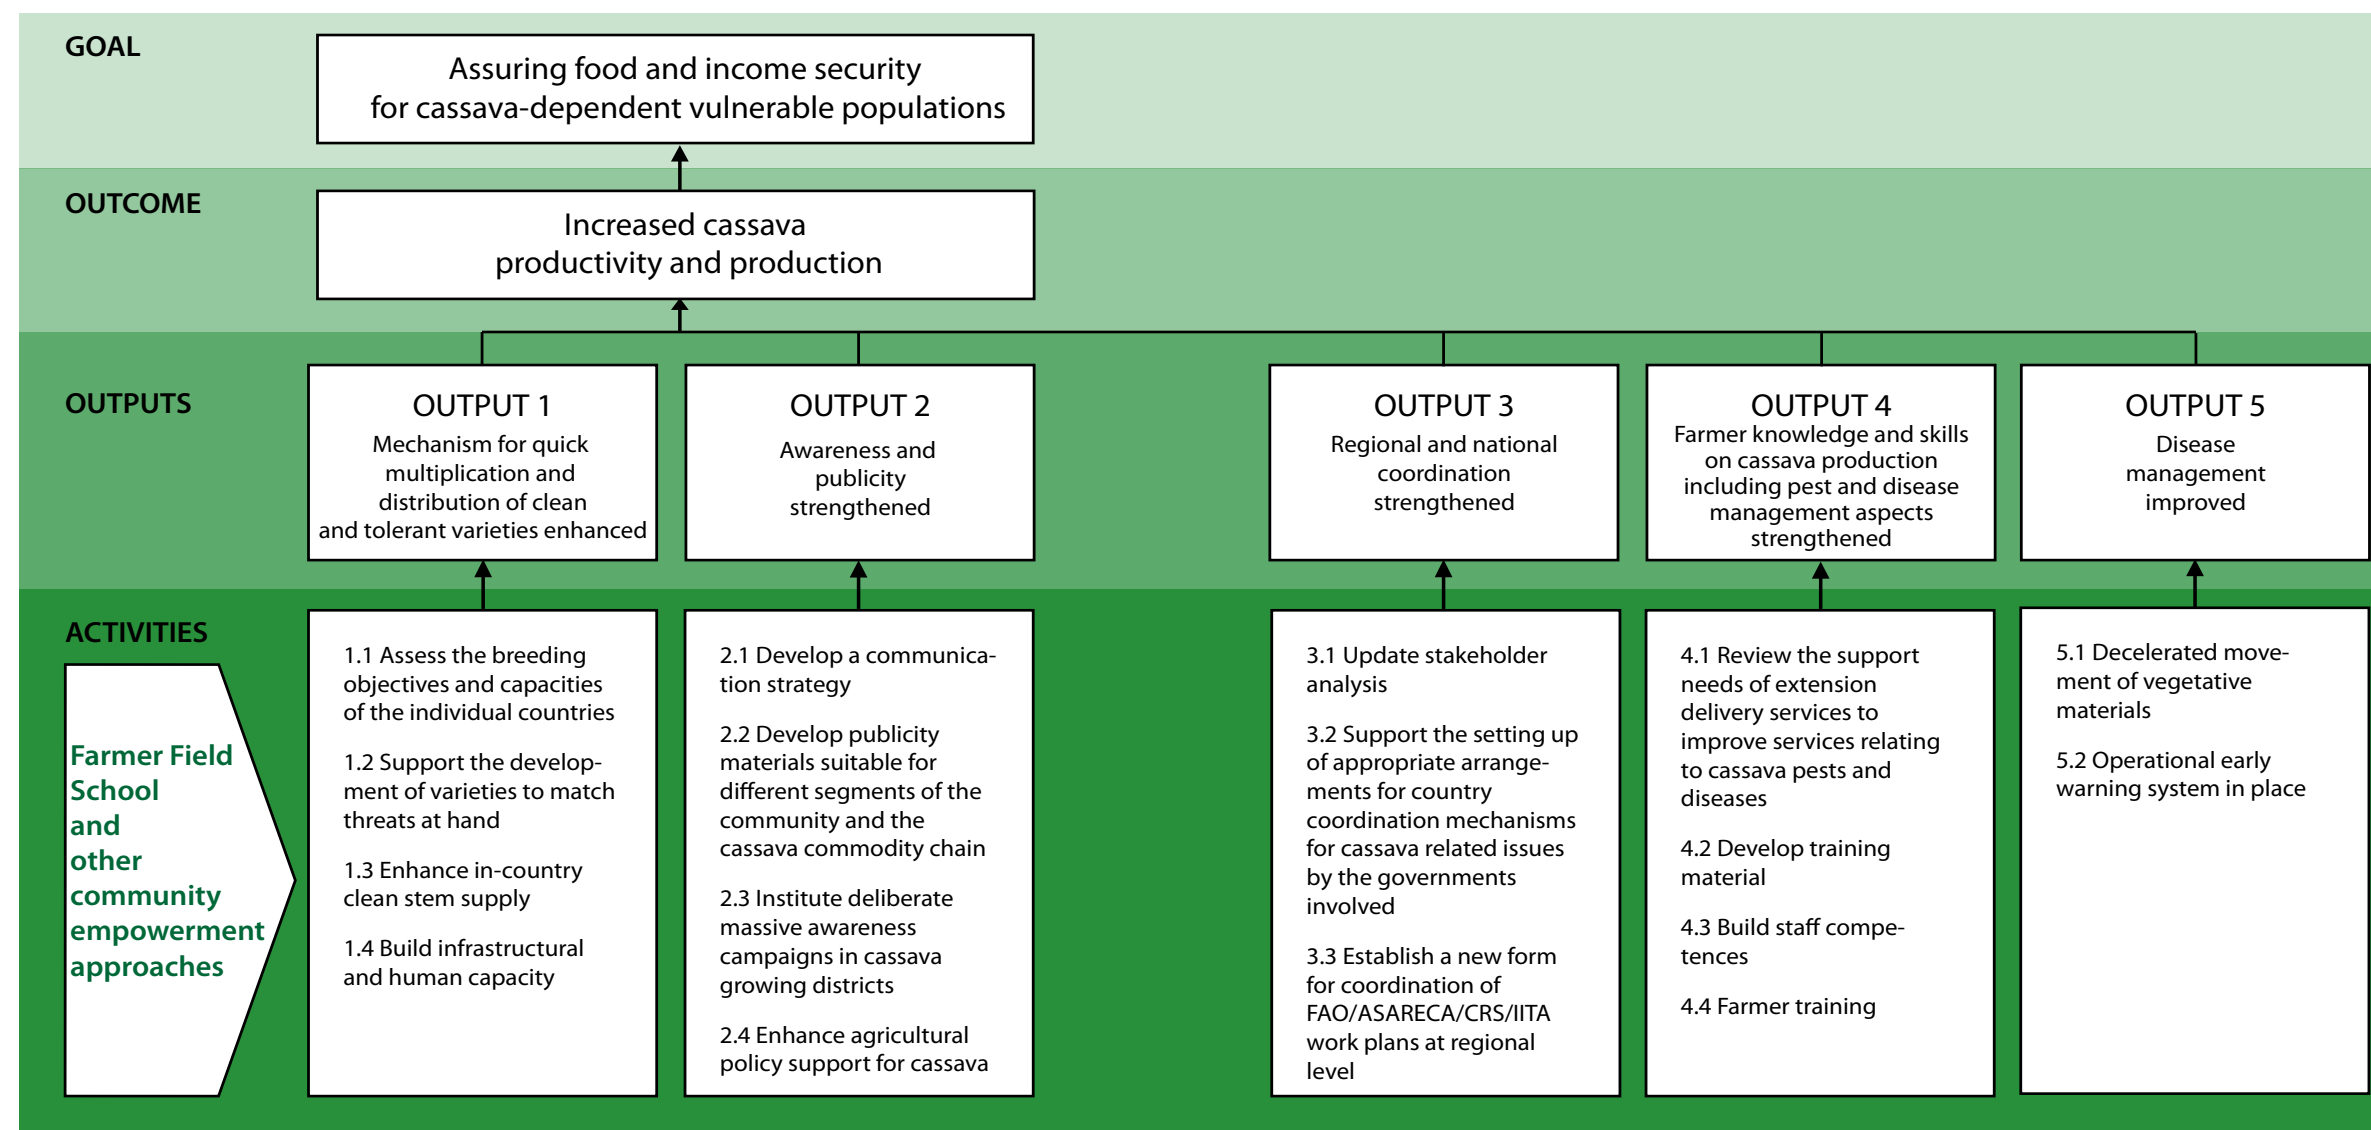 GOAL
Assuring food and income security
for cassava-dependent vulnerable populations
OUTCOME
Increased cassava
productivity and production
OUTPUTS
OUTPUT 1
Mechanism for quick
multiplication and
distribution of clean
and tolerant varieties enhanced
OUTPUT 2
Awareness and
publicity
strengthened
OUTPUT 3
Regional and national
coordination
strengthened
OUTPUT 4
Farmer knowledge and skills
on cassava production
including pest and disease
management aspects
strengthened
OUTPUT 5
Disease
management
improved
ACTIVITIES
Farmer Field
School
and
other
community
empowerment
approaches
1.1 Assess the breeding
objectives and capacities
of the individual countries
1.2 Support the develop-
ment of varieties to match
threats at hand
1.3 Enhance in-country
clean stem supply
1.4 Build infrastructural
and human capacity
2.1 Develop a communica-
tion strategy
2.2 Develop publicity
materials suitable for
different segments of the
community and the
cassava commodity chain
2.3 Institute deliberate
massive awareness
campaigns in cassava
growing districts
2.4 Enhance agricultural
policy support for cassava
3.1 Update stakeholder
analysis
3.2 Support the setting up
of appropriate arrange-
ments for country
coordination mechanisms
for cassava related issues
by the governments
involved
3.3 Establish a new form
for coordination of
FAO/ASARECA/CRS/IITA
work plans at regional
level
4.1 Review the support
needs of extension
delivery services to
improve services relating
to cassava pests and
diseases
4.2 Develop training
material
4.3 Build staff compe-
tences
4.4 Farmer training
5.1 Decelerated move-
ment of vegetative
materials
5.2 Operational early
warning system in place